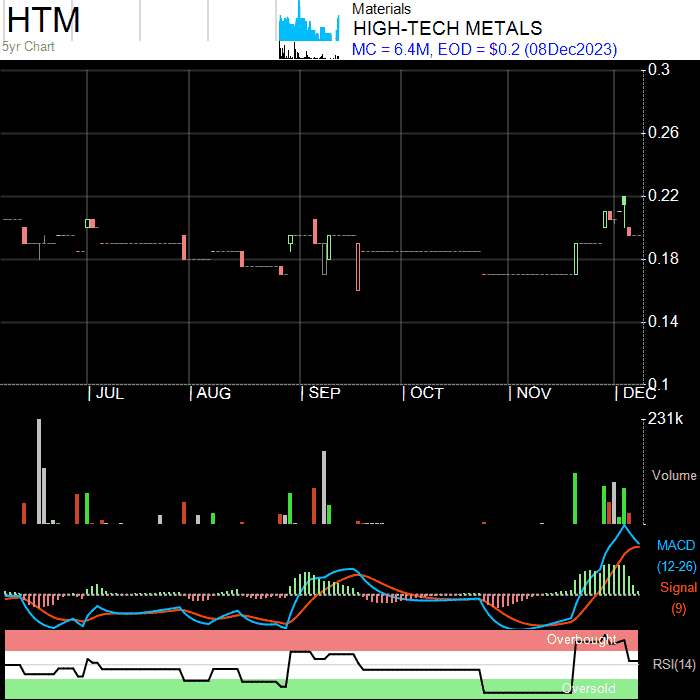 HTM
5yr Chart
Materials
HIGH-TECH METALS
MC = 6.4M, EOD = $0.2 (08Dec2023)
0.3
0.26
0.22
0.18
0.14
0.1
JUL AUG SEP OCT NOV DEC
231k
Volume
MACD
(12-26)
Signal
(9)
Overbought
RSI(14)
Oversold